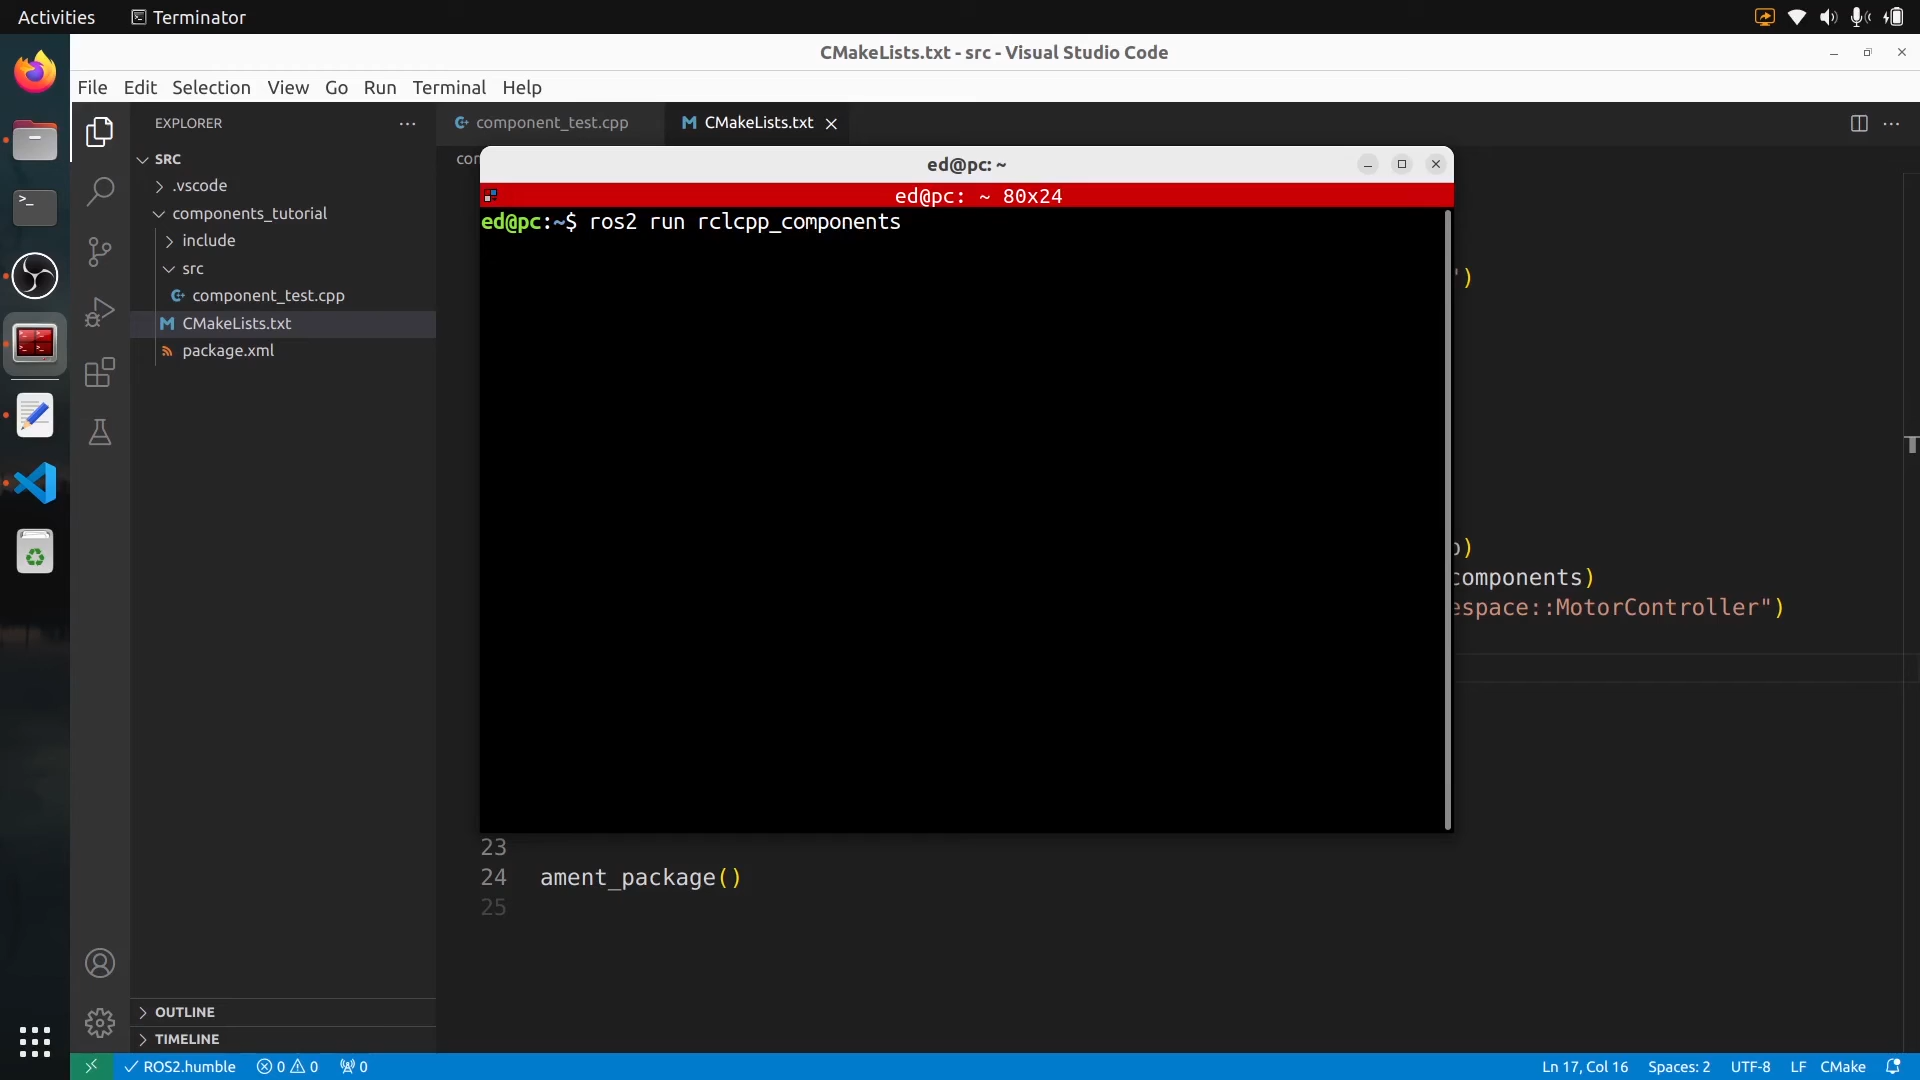 Activities
Terminator
CMakeLists.txt - src - Visual Studio Code
File Edit Selection View Go Run Terminal Help
EXPLORER
component_test.cpp
CMakeLists.txt
SRC
.vscode
components_tutorial
include
src
component_test.cpp
CMakeLists.txt
package.xml
ed@pc: ~
ed@pc: ~ 80x24
ed@pc:~$ ros2 run rclcpp_components
')
)
components)
espace::MotorController")
23
24 ament_package()
25
OUTLINE
TIMELINE
ROS2.humble 0 0 0
Ln 17, Col 16 Spaces: 2 UTF-8 LF CMake